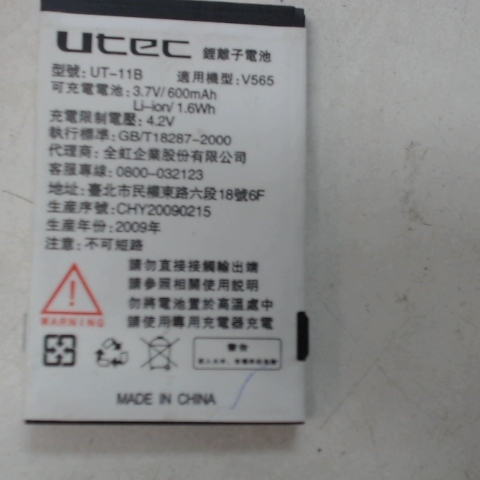 utec 鋰離子電池
型號: UT-11B 適用機型: V565
可充電電池: 3.7V/600mAh
Li-ion/1.6Wh
充電限制電壓: 4.2V
執行標準: GB/T18287-2000
代理商: 全虹企業股份有限公司
客服專線: 0800-032123
地址: 臺北市民權東路六段18號6F
生產序號: CHY20090215
生產年份: 2009年
注意: 不可短路
請勿直接接觸輸出端
請參照相關使用說明
勿將電池置於高溫處中
請使用專用充電器充電
WARNING
警告
MADE IN CHINA